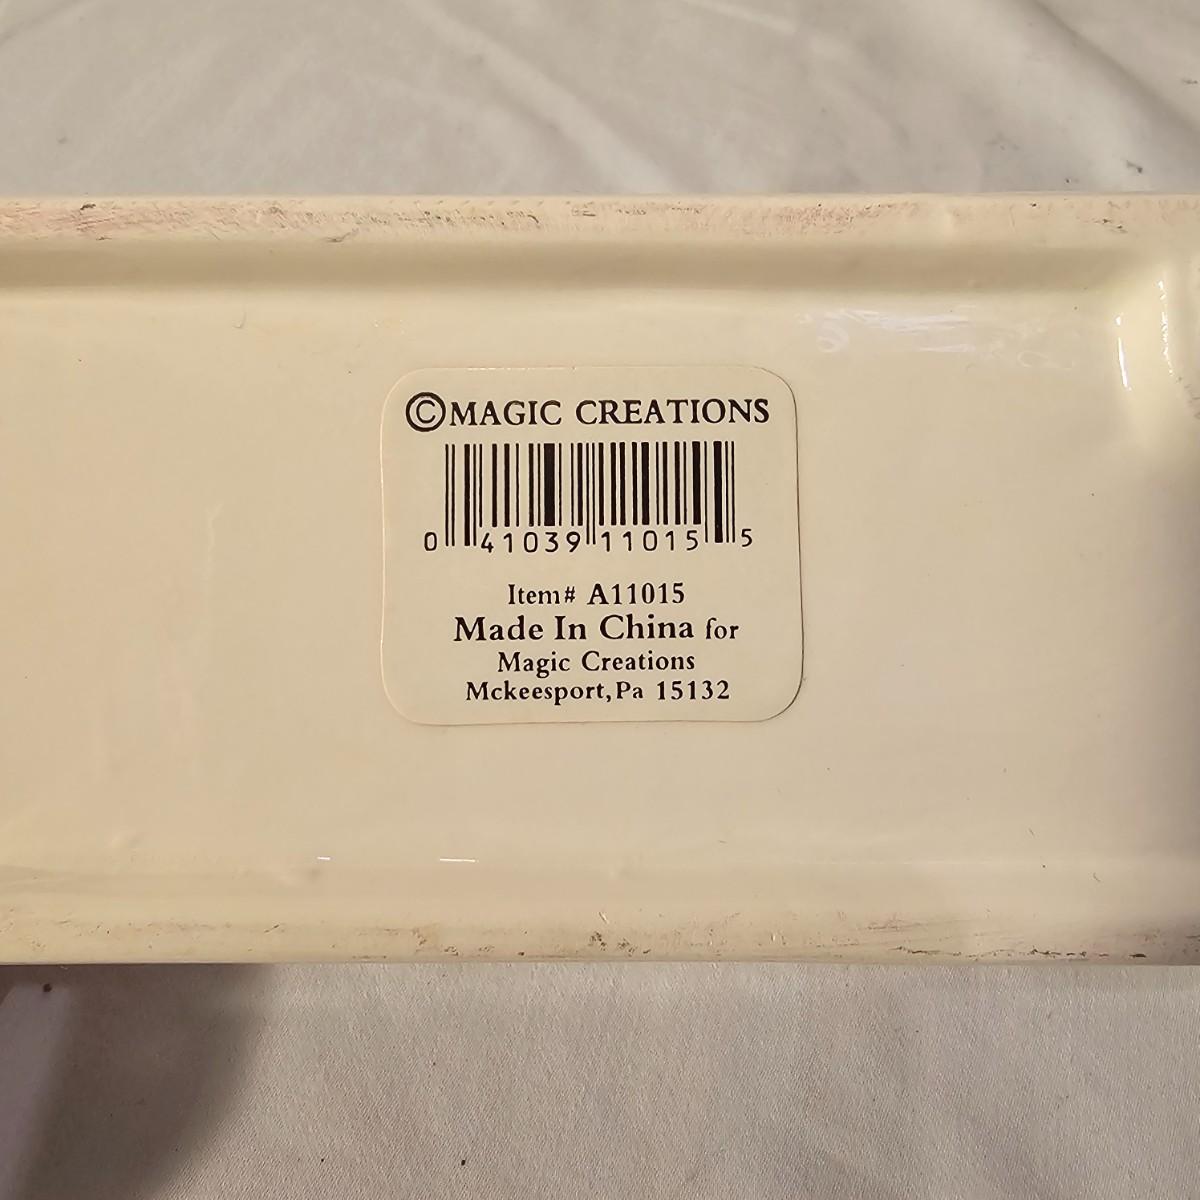 ©MAGIC CREATIONS
0 41039 11015 5
Item# A11015
Made In China for
Magic Creations
Mckeesport,Pa 15132